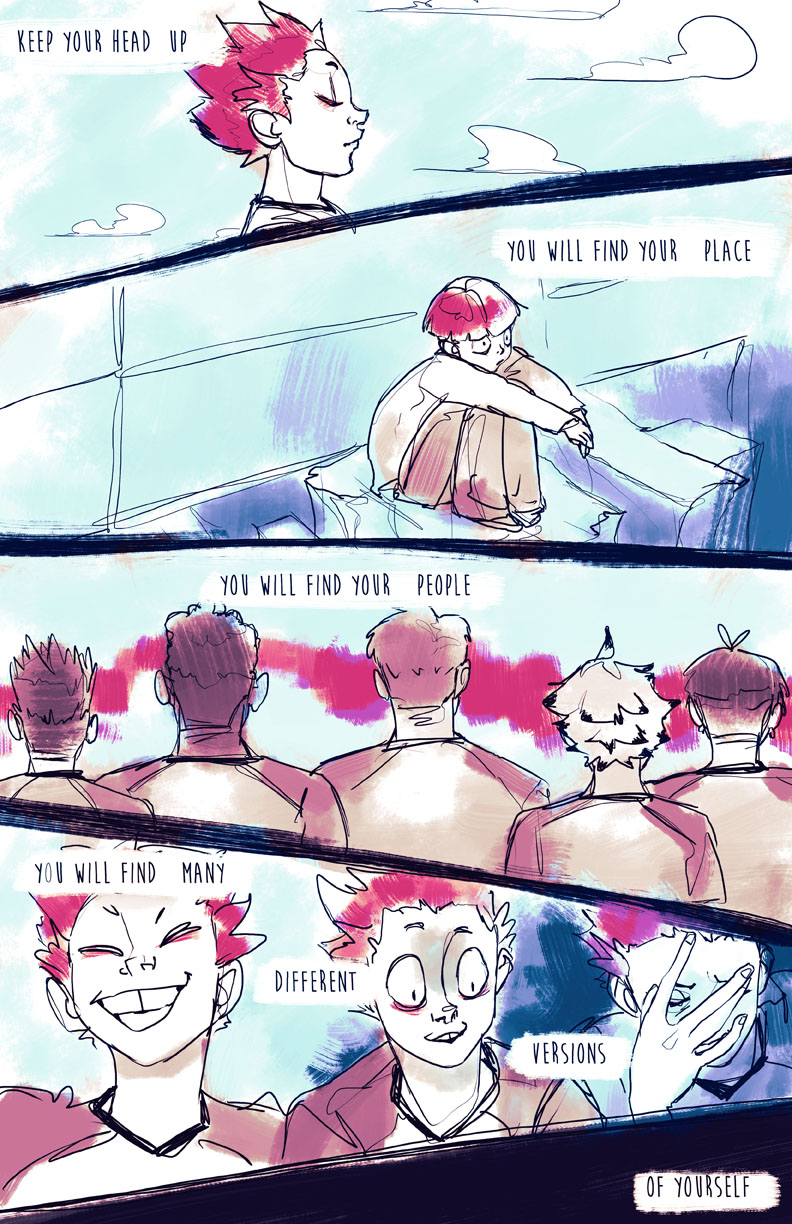 KEEP YOUR HEAD UP
YOU WILL FIND YOUR PLACE
YOU WILL FIND YOUR PEOPLE
YOU WILL FIND MANY
DIFFERENT
VERSIONS
OF YOURSELF